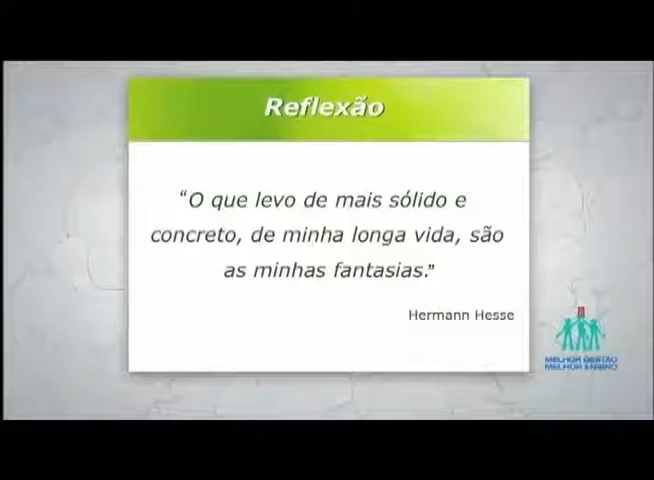 Reflexão
“O que levo de mais sólido e
concreto, de minha longa vida, são
as minhas fantasias.”
Hermann Hesse
MELHOR GESTÃO
MELHOR ENSINO